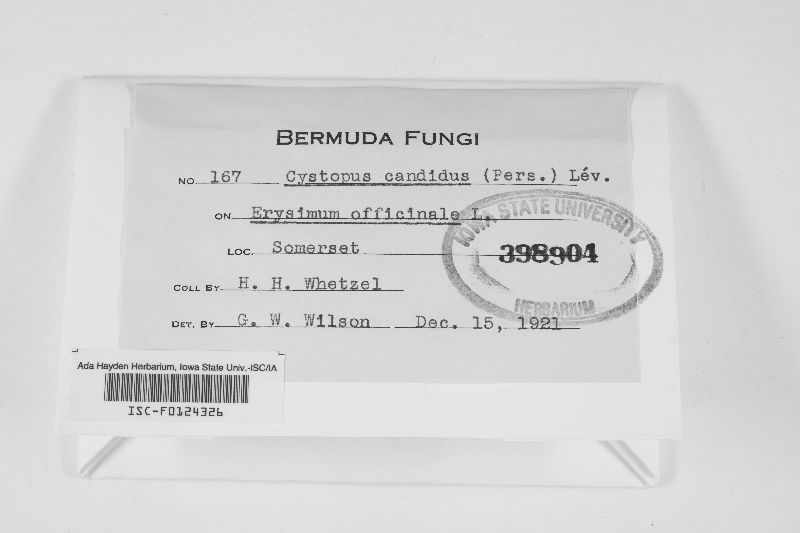 BERMUDA FUNGI
NO. 167 Cystopus candidus (Pers.) Lév.
ON Erysimum officinale L.
LOC. Somerset
COLL BY H. H. Whetzel
DET. BY G. W. Wilson Dec. 15, 1921
IOWA STATE UNIVERSITY
398904
HERBARIUM
Ada Hayden Herbarium, Iowa State Univ.-ISC/IA
ISC-F0124326